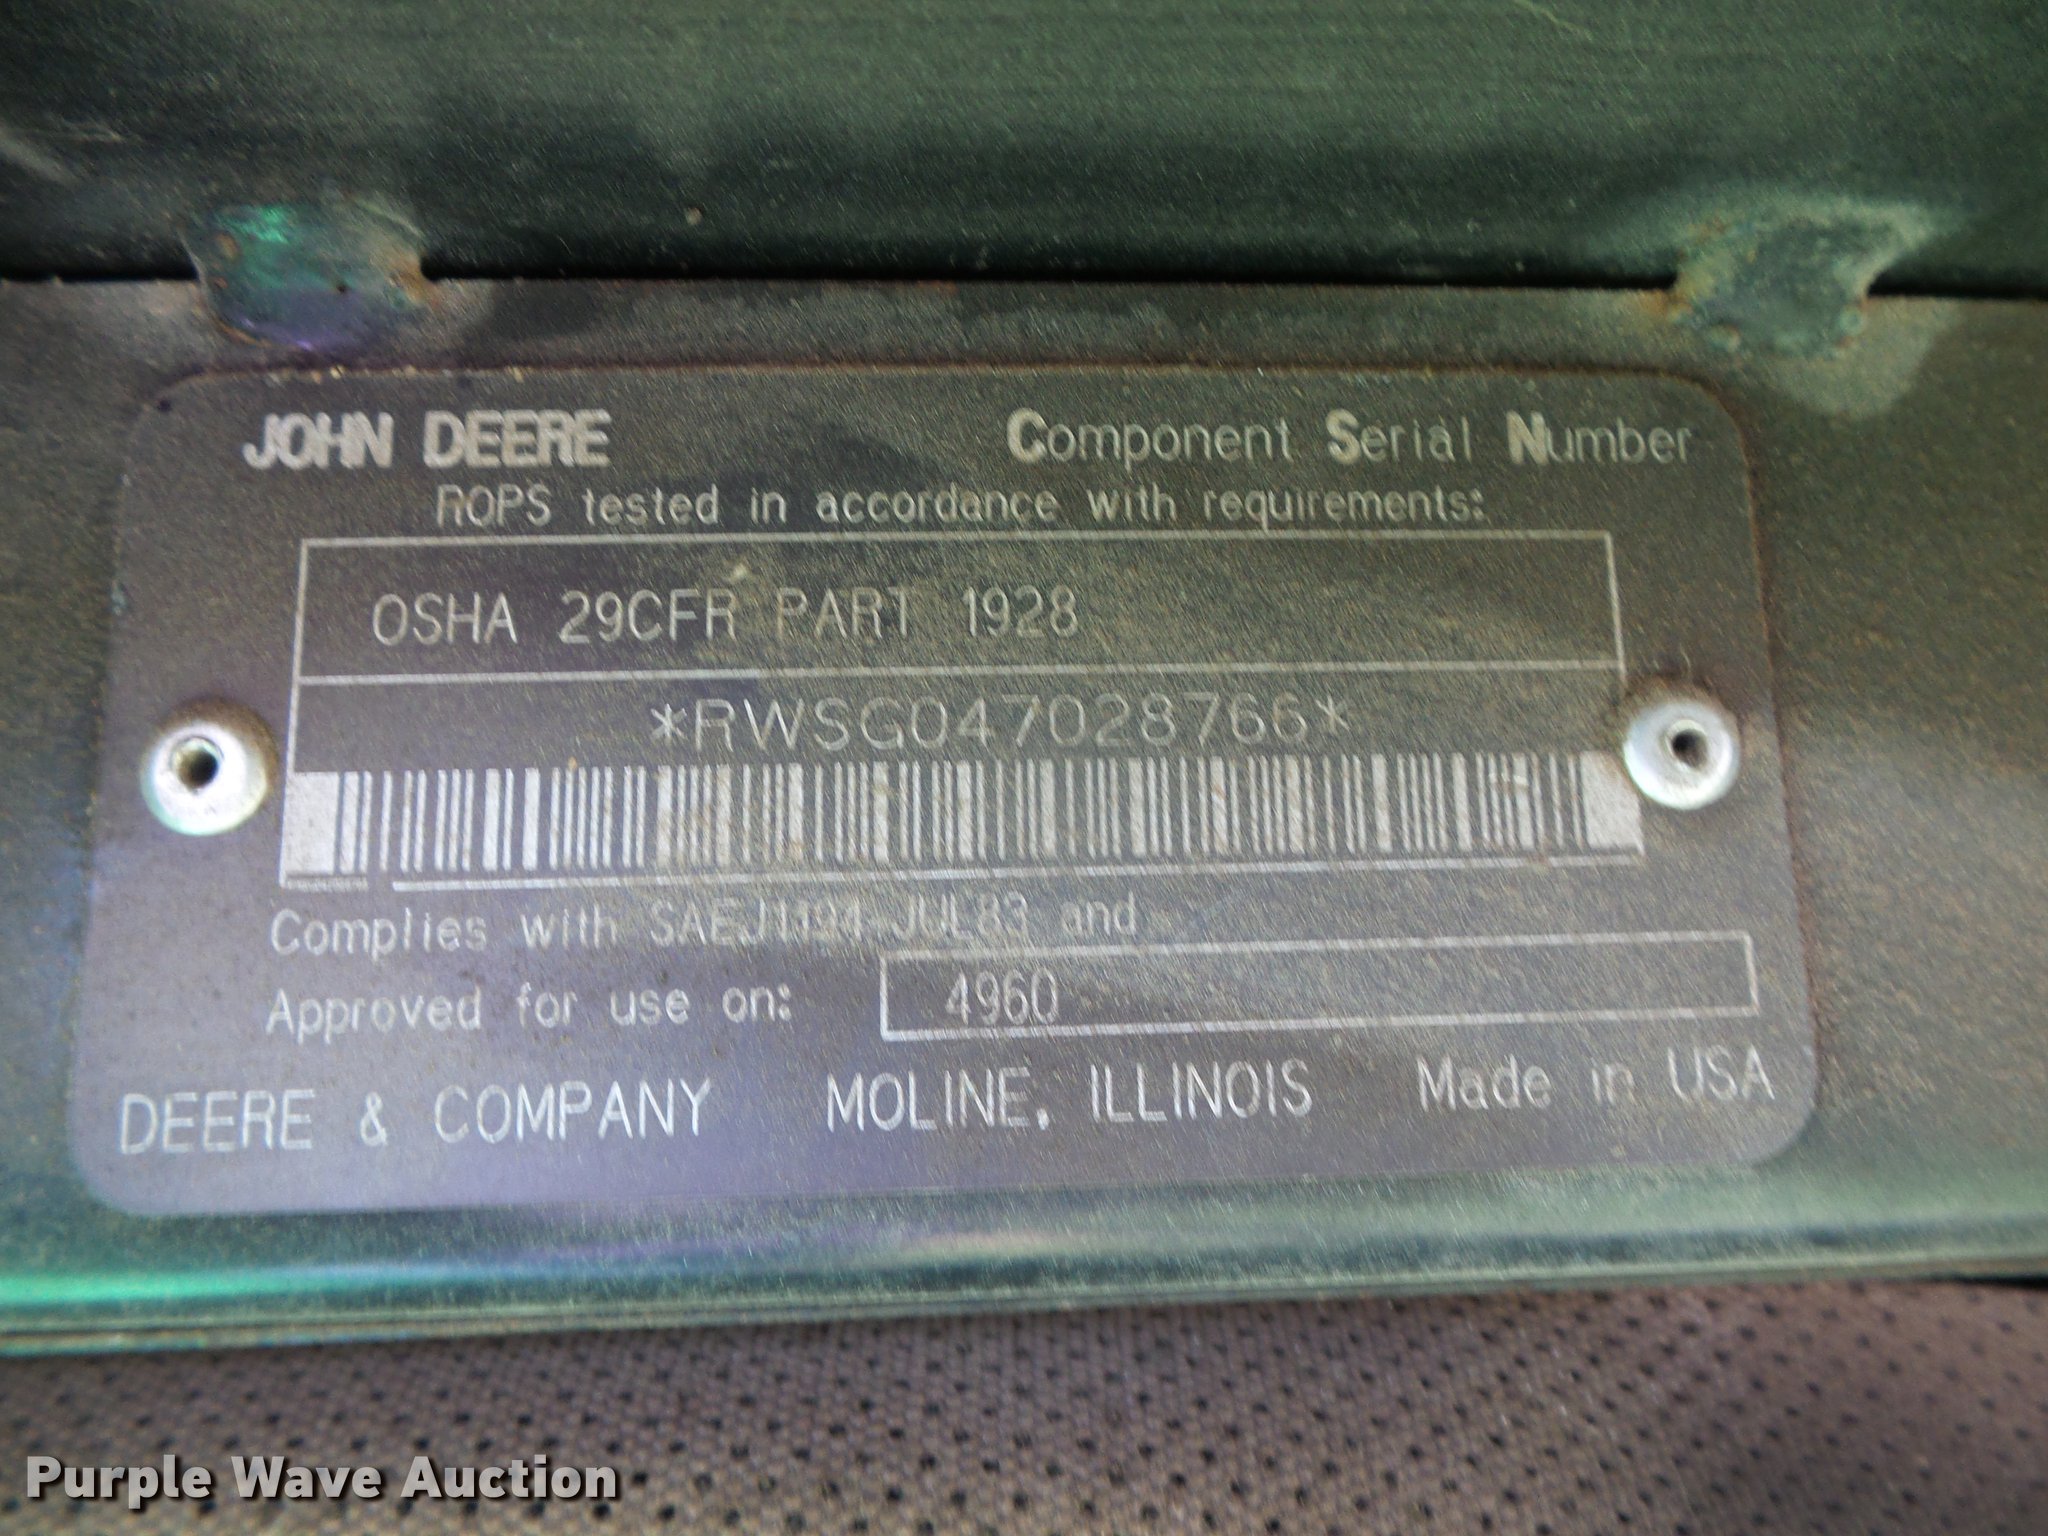 JOHN DEERE Component Serial Number
ROPS tested in accordance with requirements:
OSHA 29CFR PART 1928
*RWSG047028766*
Complies with SAEJ1194 JUL83 and
Approved for use on: 4960
DEERE & COMPANY MOLINE, ILLINOIS Made in USA
Purple Wave Auction